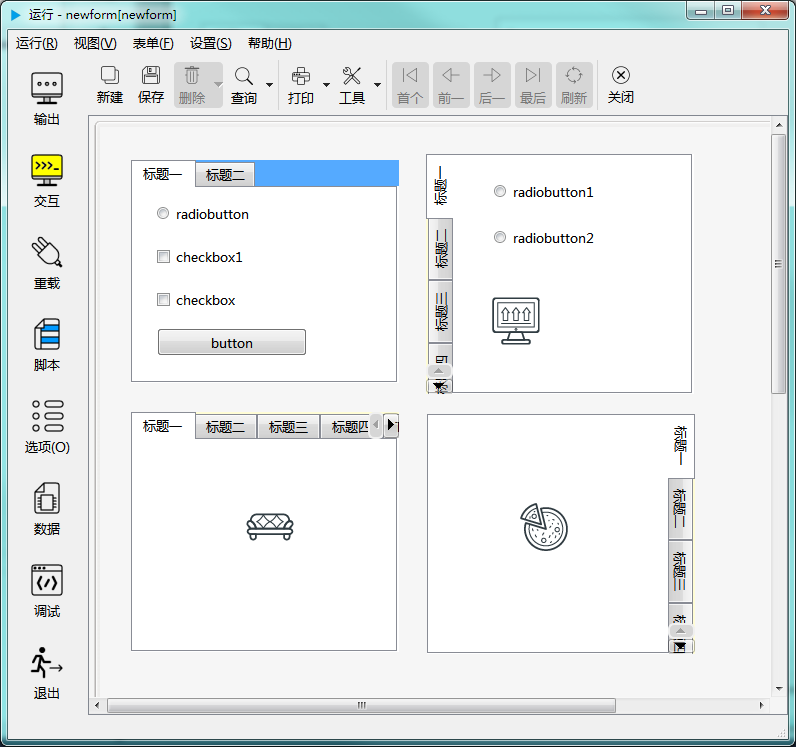 运行 - newform[newform]
运行(R) 视图(V) 表单(F) 设置(S) 帮助(H)
新建 保存 删除 查询 打印 工具 首个 前一 后一 最后 刷新 关闭
输出
交互
重载
脚本
选项(O)
数据
调试
退出
标题一 标题二
radiobutton
checkbox1
checkbox
button
标题一
标题二
标题三
radiobutton1
radiobutton2
标题一 标题二 标题三 标题四
标题一
标题二
标题三